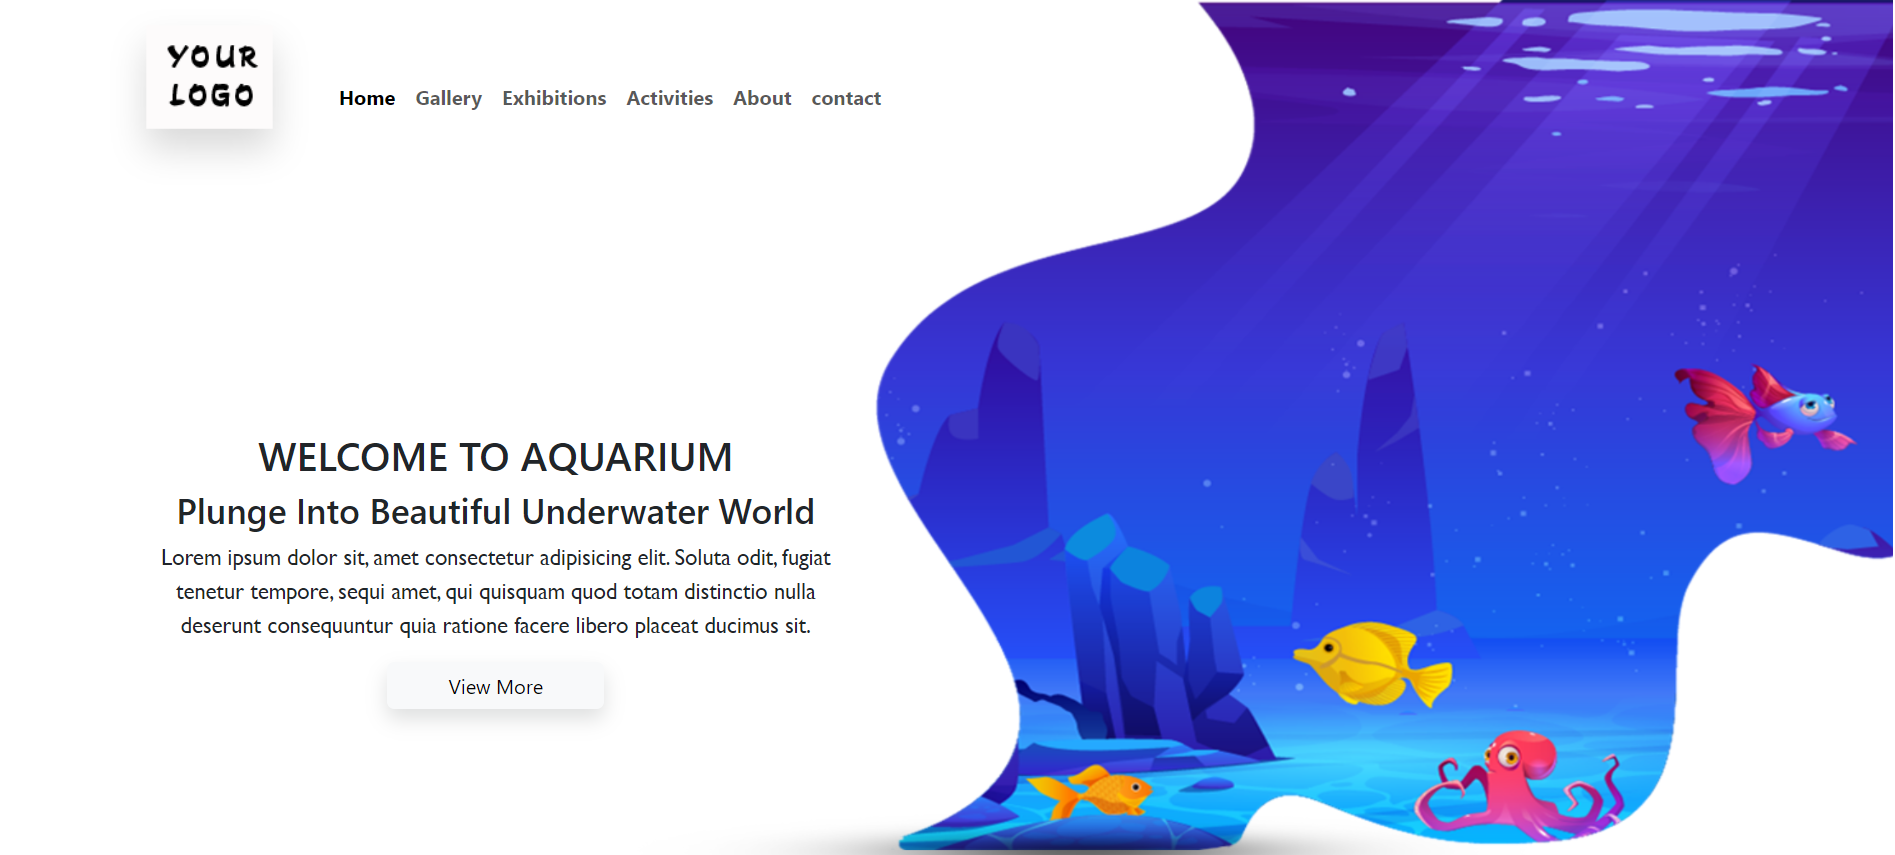 YOUR
LOGO
Home Gallery Exhibitions Activities About contact
WELCOME TO AQUARIUM
Plunge Into Beautiful Underwater World
Lorem ipsum dolor sit, amet consectetur adipisicing elit. Soluta odit, fugiat
tenetur tempore, sequi amet, qui quisquam quod totam distinctio nulla
deserunt consequuntur quia ratione facere libero placeat ducimus sit.
View More